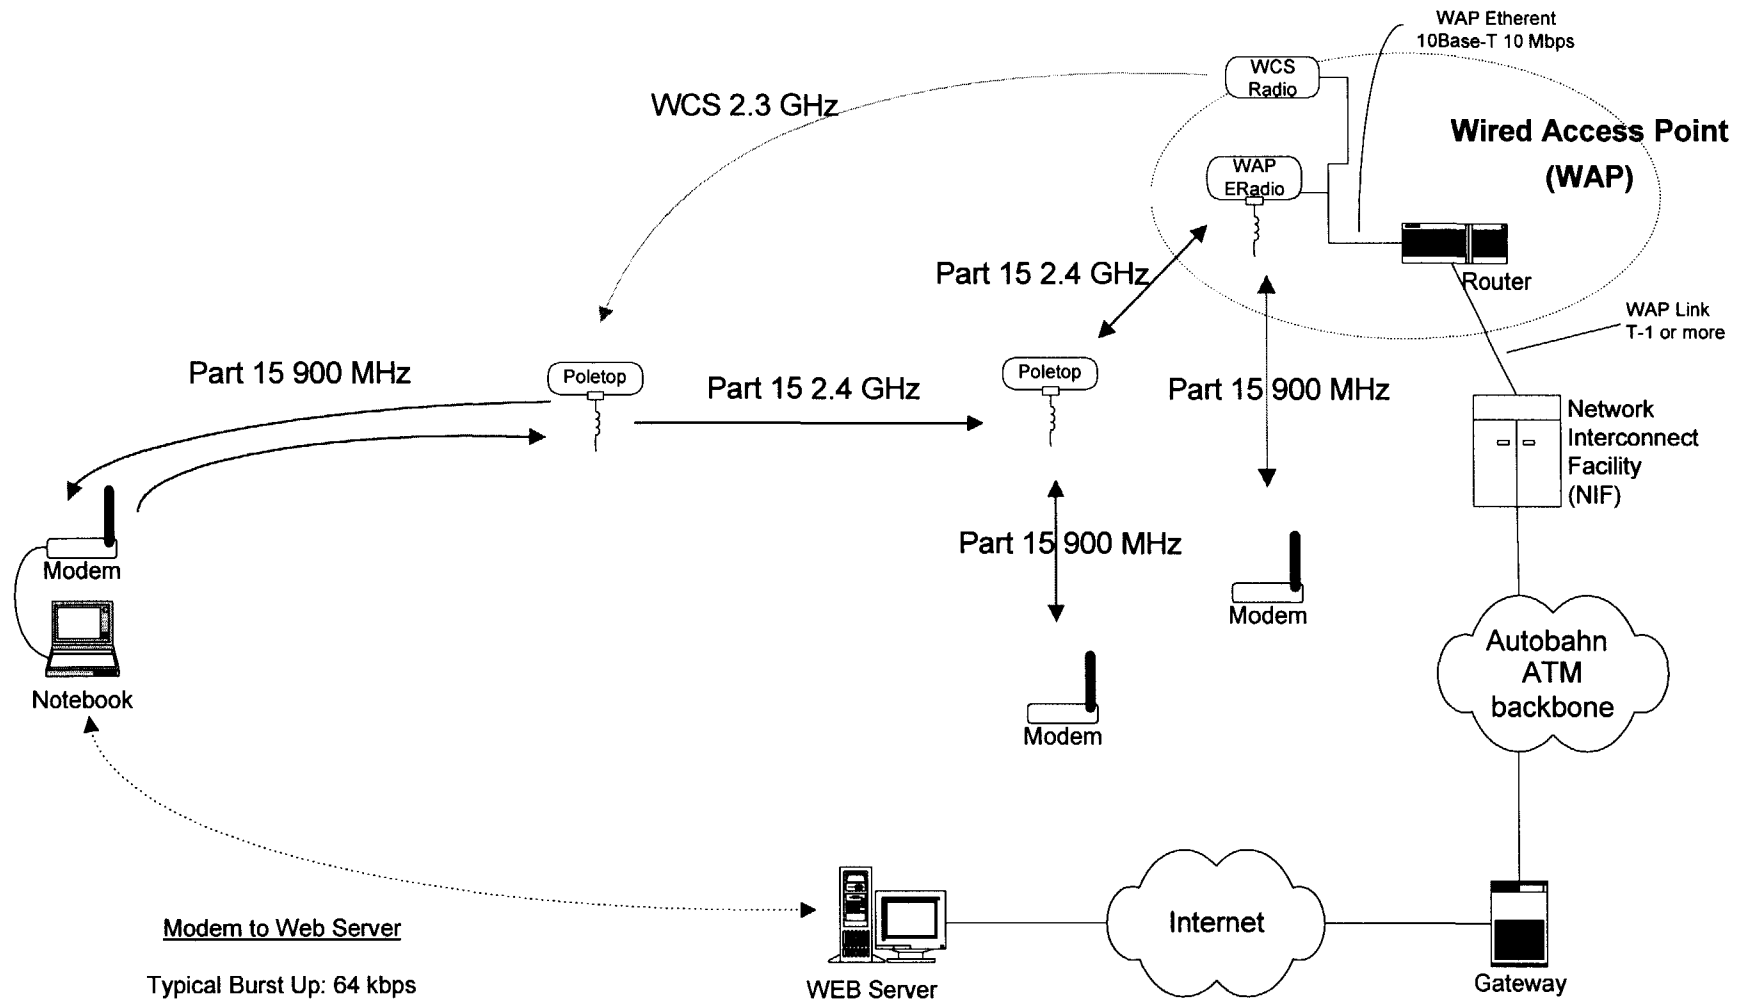 WAP Etherent
10Base-T 10 Mbps
WCS
Radio
WCS 2.3 GHz
Wired Access Point
(WAP)
WAP
ERadio
Part 15 2.4 GHz
Router
WAP Link
T-1 or more
Part 15 900 MHz
Poletop
Part 15 2.4 GHz
Poletop
Part 15 900 MHz
Network
Interconnect
Facility
(NIF)
Part 15 900 MHz
Modem
Modem
Notebook
Modem
Autobahn
ATM
backbone
Modem to Web Server
Typical Burst Up: 64 kbps
WEB Server
Internet
Gateway